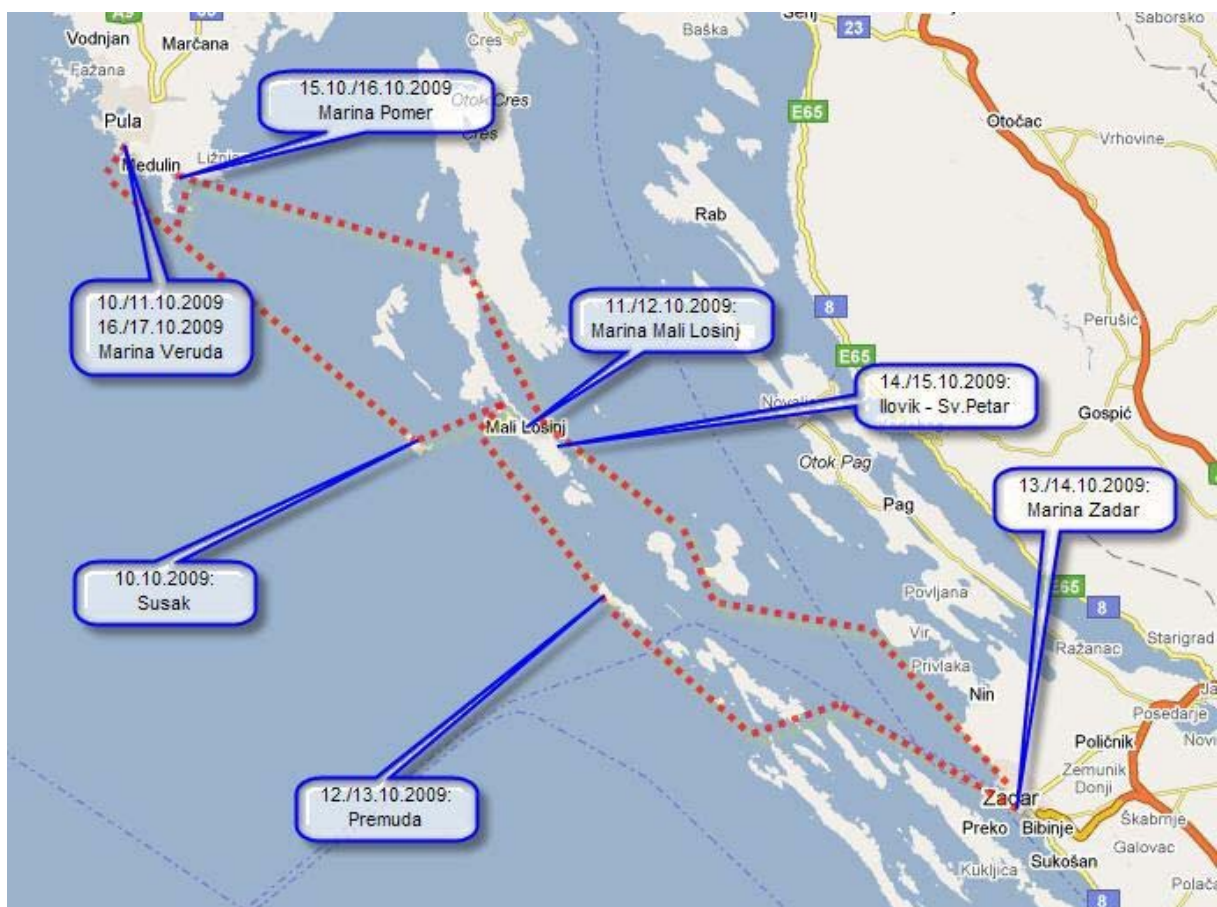 Senj
23
Saborsko
Baška
Cres
Vodnjan
Marčana
Fažana
15.10./16.10.2009
Marina Pomer
Otok Cres
Cres
E65
Otočac
Vrhovine
Pula
Medulin
Rab
10./11.10.2009
16./17.10.2009
Marina Veruda
11./12.10.2009:
Marina Mali Losinj
8
Perušić
E65
14./15.10.2009:
Ilovik - Sv.Petar
Gospić
Mali Lošinj
Otok Pag
Pag
13./14.10.2009:
Marina Zadar
10.10.2009:
Susak
E65
8
Povljana
Starigrad
Vir
Ražanac
Privlaka
Nin
Posedarje
Poličnik
12./13.10.2009:
Premuda
Zemunik
Donji
Zadar
Škabrnje
Preko
Bibinje
Galovac
Sukošan
Kukljica
8